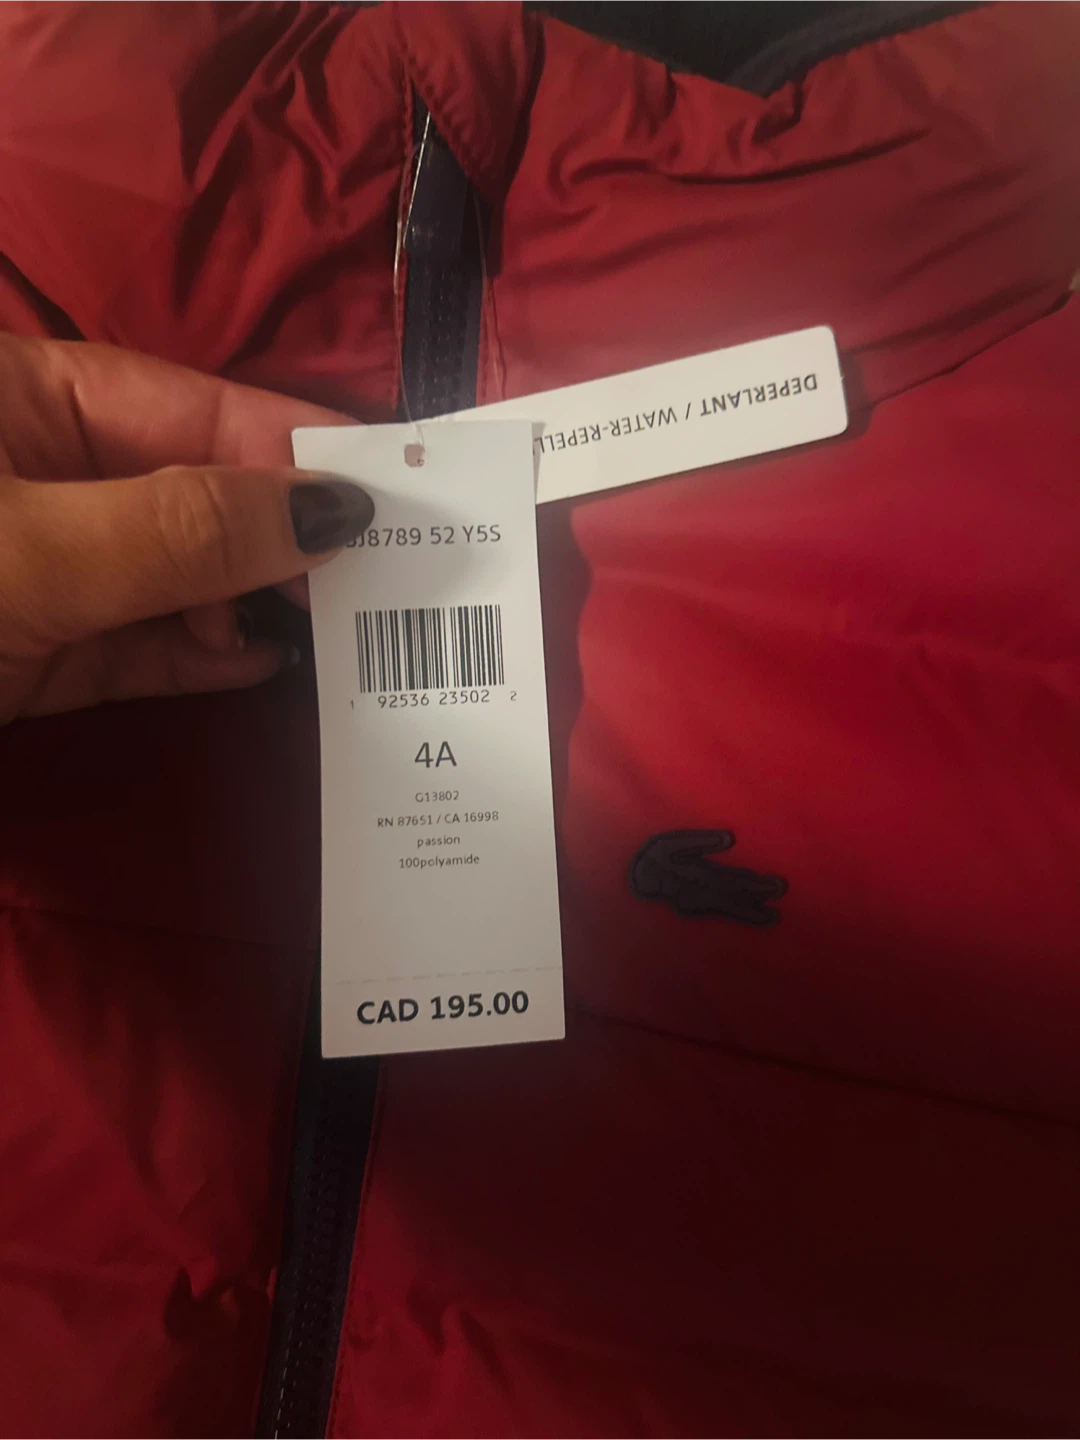 DEPERLANT / WATER-REPELL
BJ8789 52 Y5S
1 92536 23502 2
4A
G13802
RN 87651 / CA 16998
passion
100polyamide
CAD 195.00